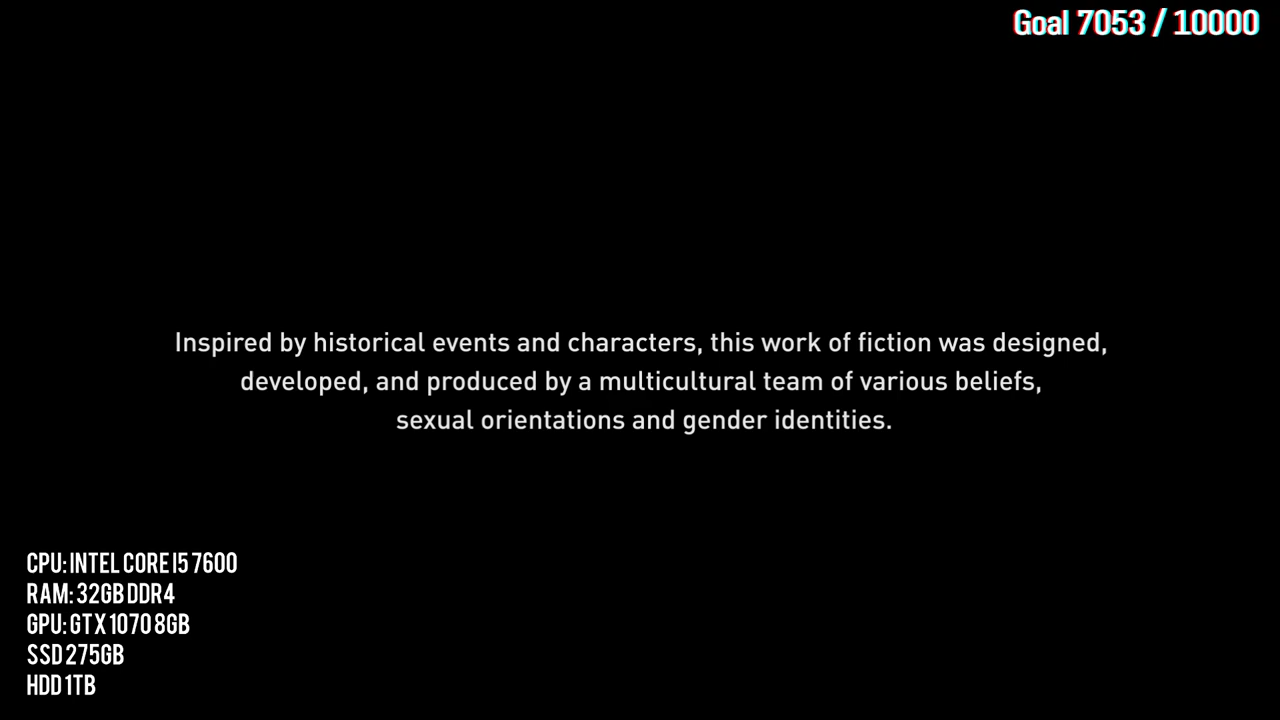 Goal 7053 / 10000
Inspired by historical events and characters, this work of fiction was designed,
developed, and produced by a multicultural team of various beliefs,
sexual orientations and gender identities.
CPU: INTEL CORE I5 7600
RAM: 32GB DDR4
GPU: GTX 1070 8GB
SSD 275GB
HDD 1TB